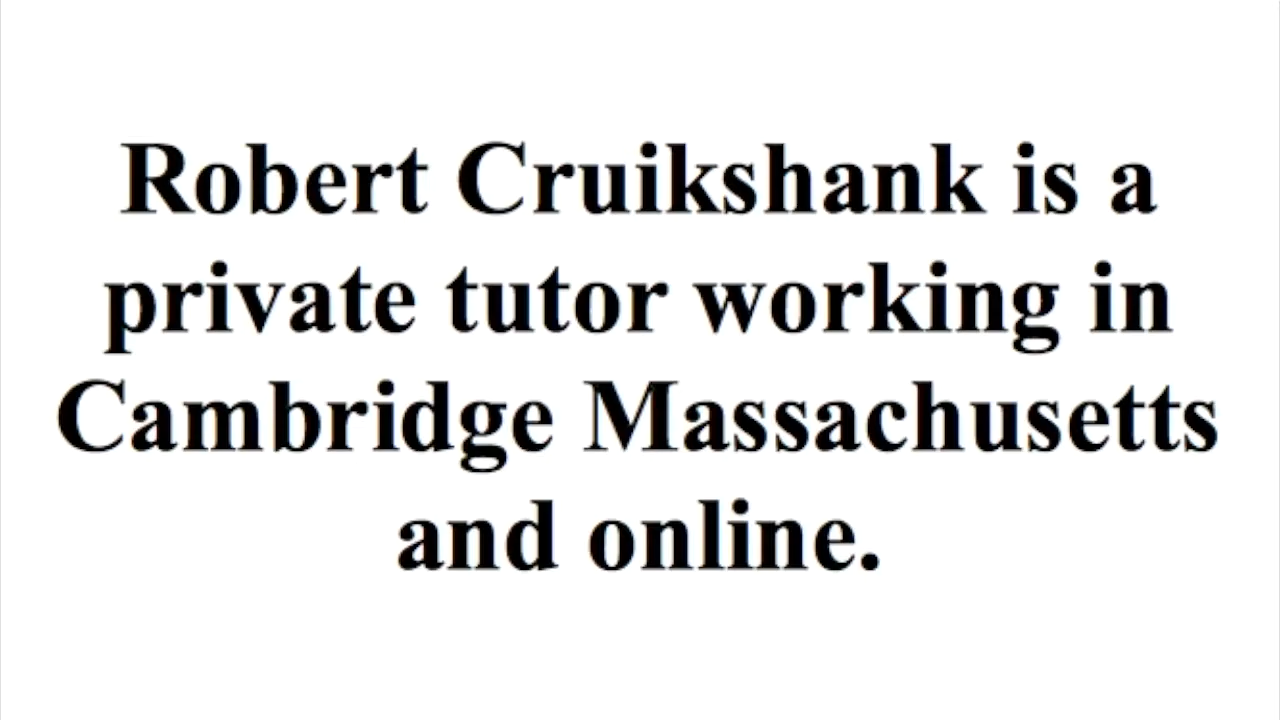 Robert Cruikshank is a
private tutor working in
Cambridge Massachusetts
and online.